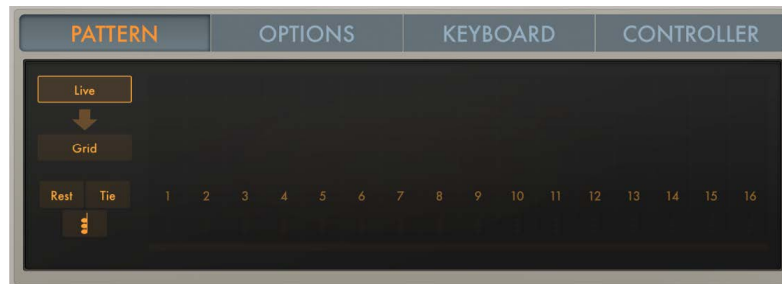 PATTERN OPTIONS KEYBOARD CONTROLLER
Live
Grid
Rest Tie 1 2 3 4 5 6 7 8 9 10 11 12 13 14 15 16